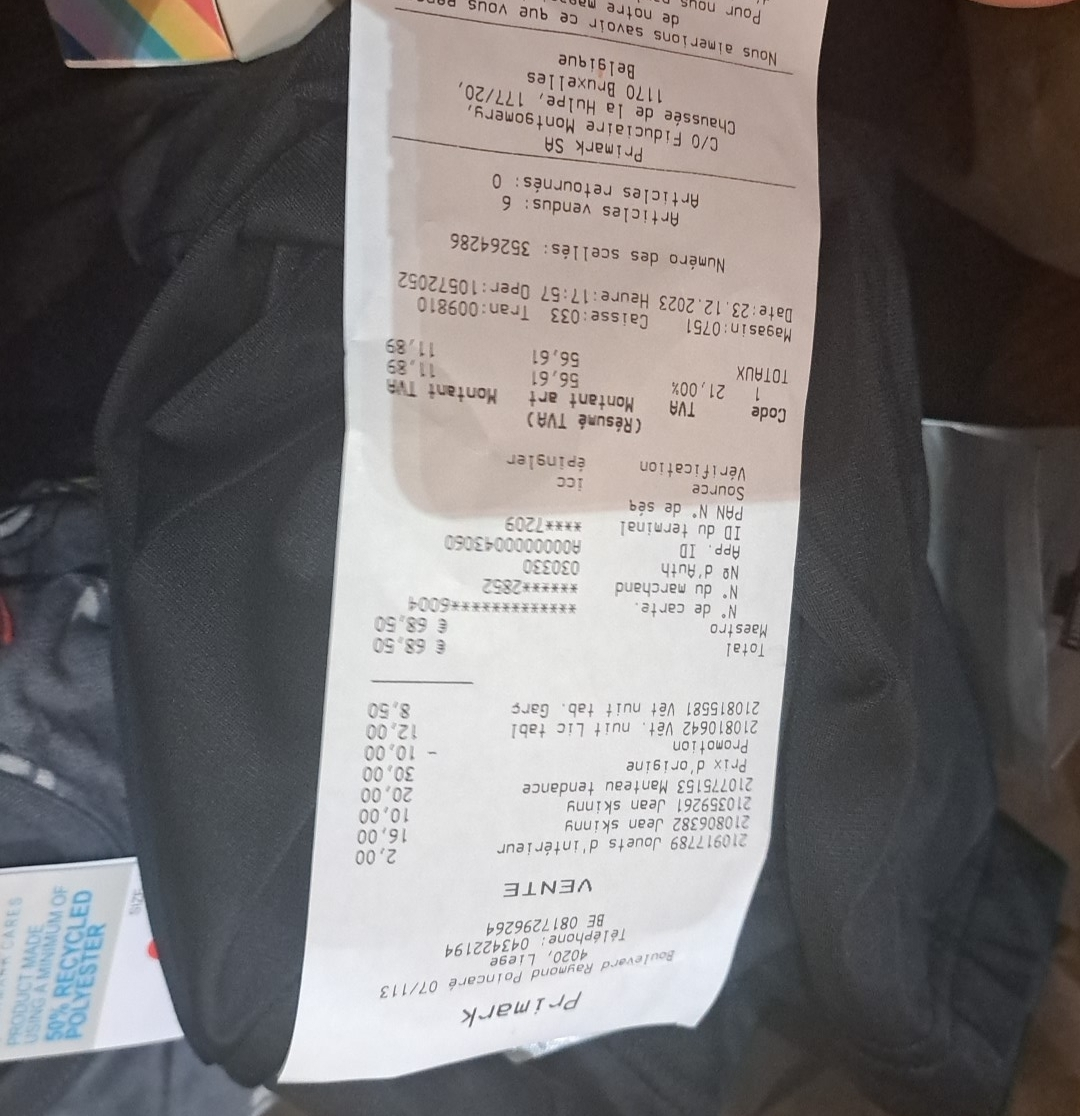 Primark
Boulevard Raymond Poincaré 07/113
4020, Liege
Téléphone: 043422194
BE 0817296264
VENTE
210917789 Jouets d'intérieur 2,00
210806382 Jean skinny 16,00
210359261 Jean skinny 10,00
210775153 Manteau tendance 20,00
Prix d'origine 30,00
Promotion - 10,00
210810642 Vêt. nuit Lic tabl 12,00
210815581 Vêt nuit tab. Garç 8,50
Total € 68,50
Maestro € 68,50
N° de carte. ***************6004
N° du marchand ******2852
Nº d'Auth 030330
App. ID A0000000043060
ID du terminal ****7209
PAN N° de séq
Source icc
Vérification épingler
(Résumé TVA)
Code TVA Montant art Montant TVA
1 21,00% 56,61 11,89
TOTAUX 56,61 11,89
Magasin:0751 Caisse:033 Tran:009810
Date:23.12.2023 Heure:17:57 Oper:10572052
Numéro des scellés: 35264286
Articles vendus: 6
Articles retournés: 0
Primark SA
C/O Fiduciaire Montgomery,
Chaussée de la Hulpe, 177/20,
1170 Bruxelles
Belgique
Nous aimerions savoir ce que vous
de notre
Pour nous
CARES
PRODUCT MADE
USING A MINIMUM OF
50% RECYCLED
POLYESTER
SIZE